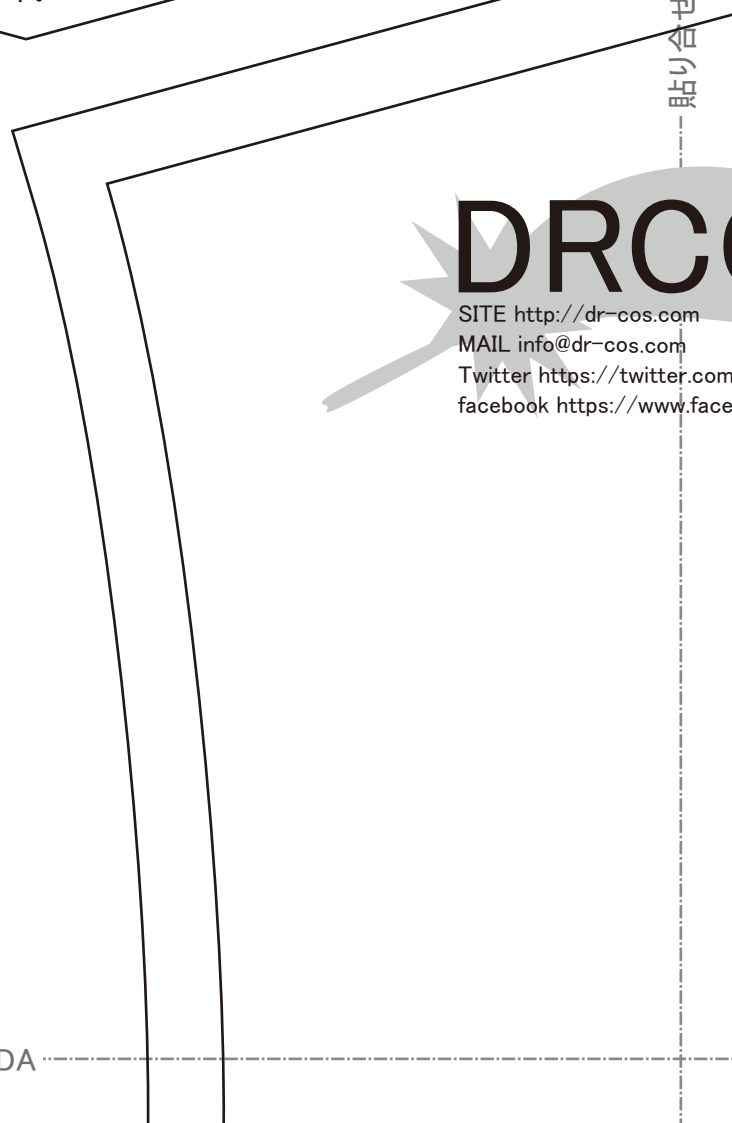 貼り合せ
DRCO
SITE http://dr-cos.com
MAIL info@dr-cos.com
Twitter https://twitter.com
facebook https://www.face
DA